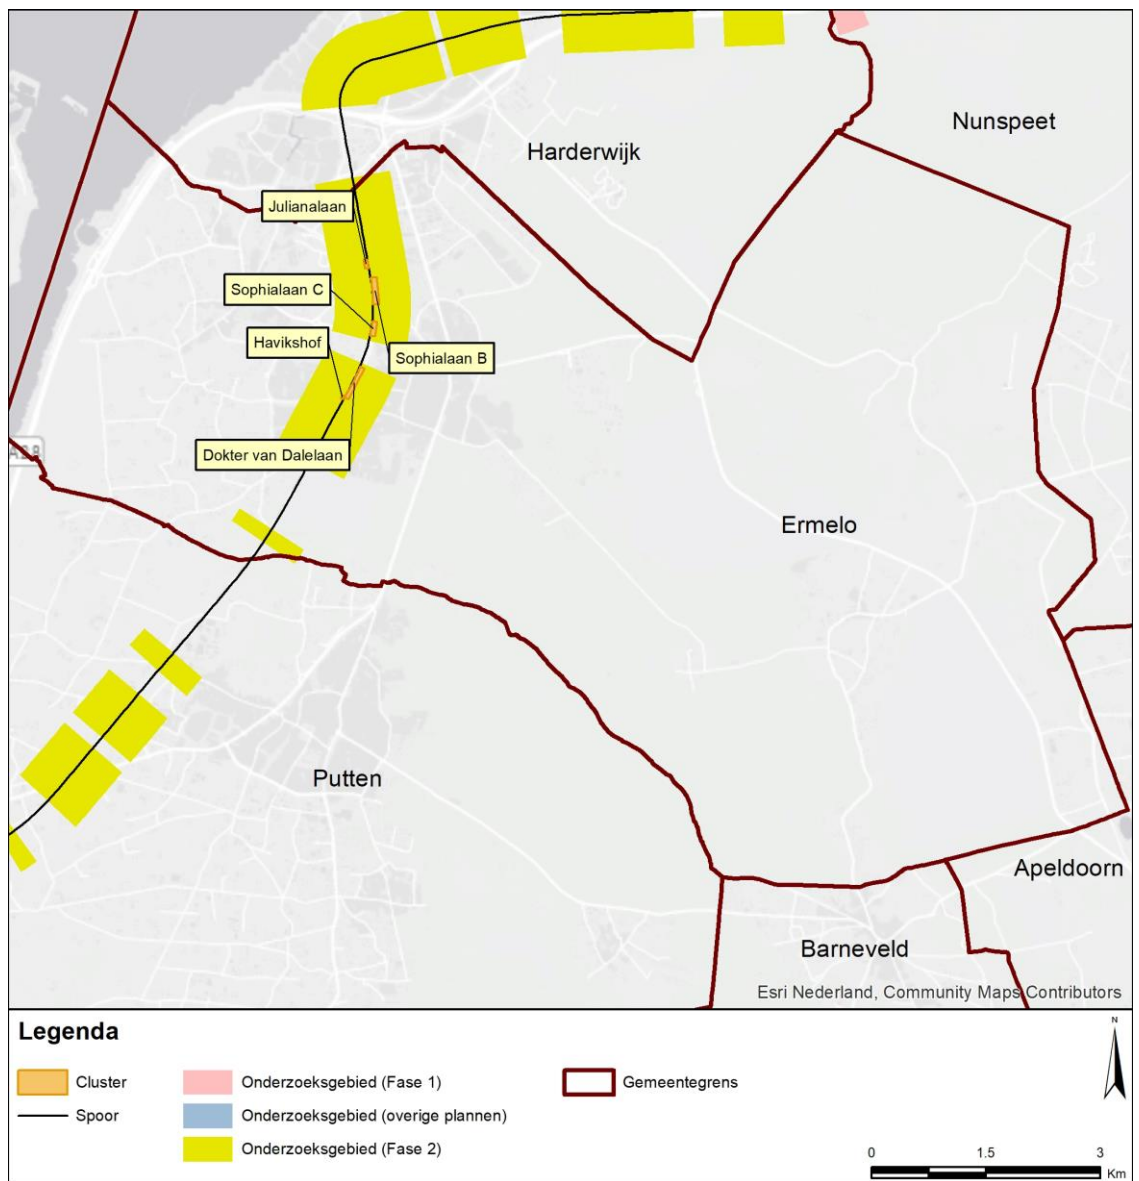 Nunspeet
Harderwijk
Julianalaan
Sophialaan C
Havikshof
Sophialaan B
Dokter van Dalelaan
A28
Ermelo
Putten
Apeldoorn
Barneveld
Esri Nederland, Community Maps Contributors
Legenda
Cluster
Spoor
Onderzoeksgebied (Fase 1)
Onderzoeksgebied (overige plannen)
Onderzoeksgebied (Fase 2)
Gemeentegrens
N
0 1.5 3
Km